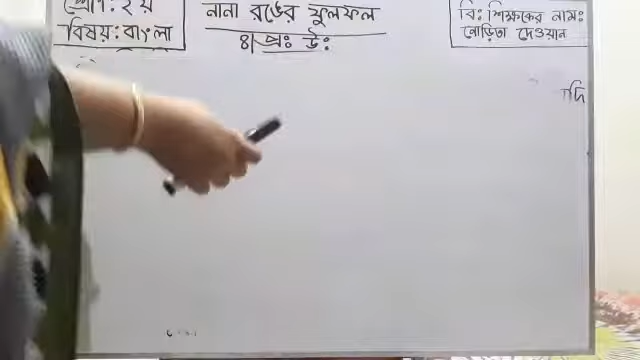 শ্রেণি: ২য়
বিষয়: বাংলা
নানা রঙের ফুলফল
৪। প্রঃ উঃ
বিঃ শিক্ষকের নাম:
দেওয়ান